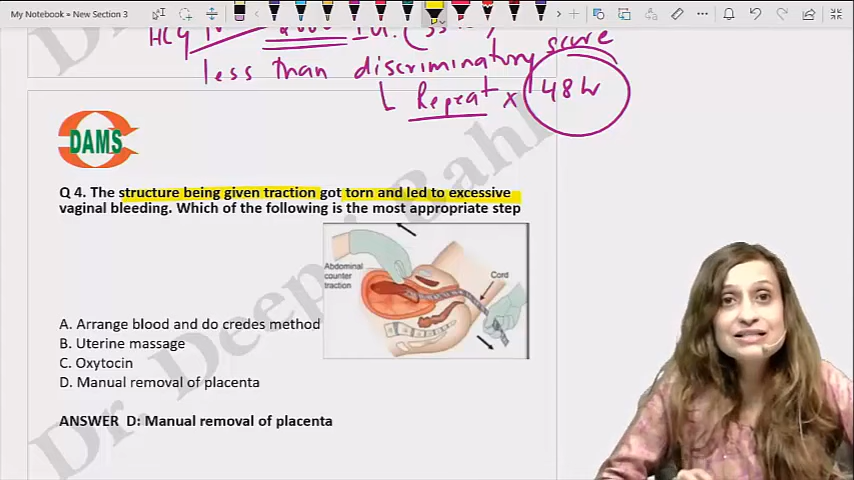 My Notebook » New Section 3
HCG
IU.
less than discriminatory score
Repeat x 48 hr
DAMS
Q 4. The structure being given traction got torn and led to excessive
vaginal bleeding. Which of the following is the most appropriate step
Abdominal
counter
traction
Cord
A. Arrange blood and do credes method
B. Uterine massage
C. Oxytocin
D. Manual removal of placenta
ANSWER D: Manual removal of placenta